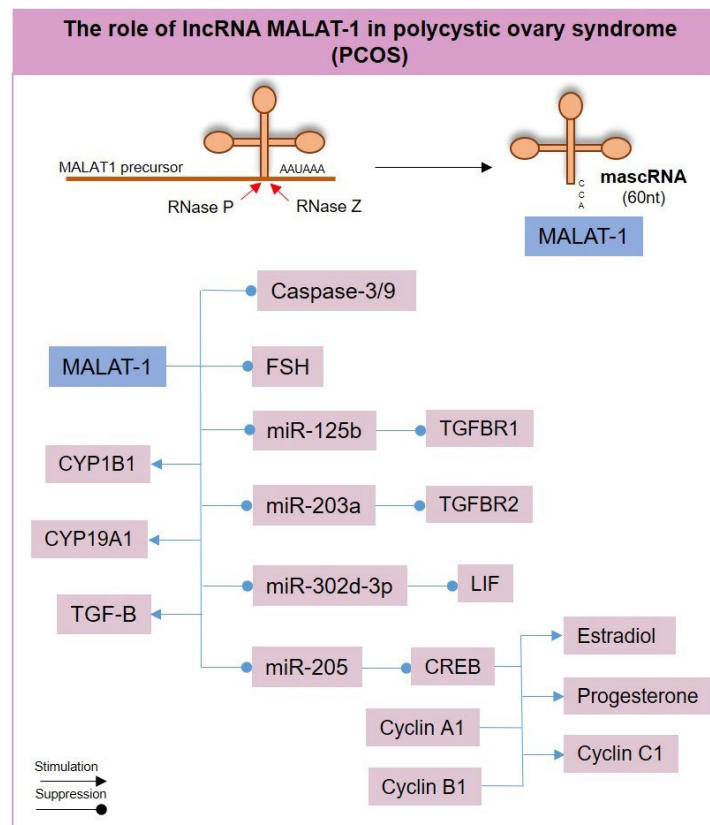 The role of lncRNA MALAT-1 in polycystic ovary syndrome
(PCOS)
MALAT1 precursor
AAUAAA
RNase P
RNase Z
C
C
A
mascRNA
(60nt)
MALAT-1
Caspase-3/9
MALAT-1
FSH
miR-125b
TGFBR1
CYP1B1
miR-203a
TGFBR2
CYP19A1
miR-302d-3p
LIF
TGF-B
Estradiol
miR-205
CREB
Progesterone
Cyclin A1
Cyclin C1
Cyclin B1
Stimulation
Suppression